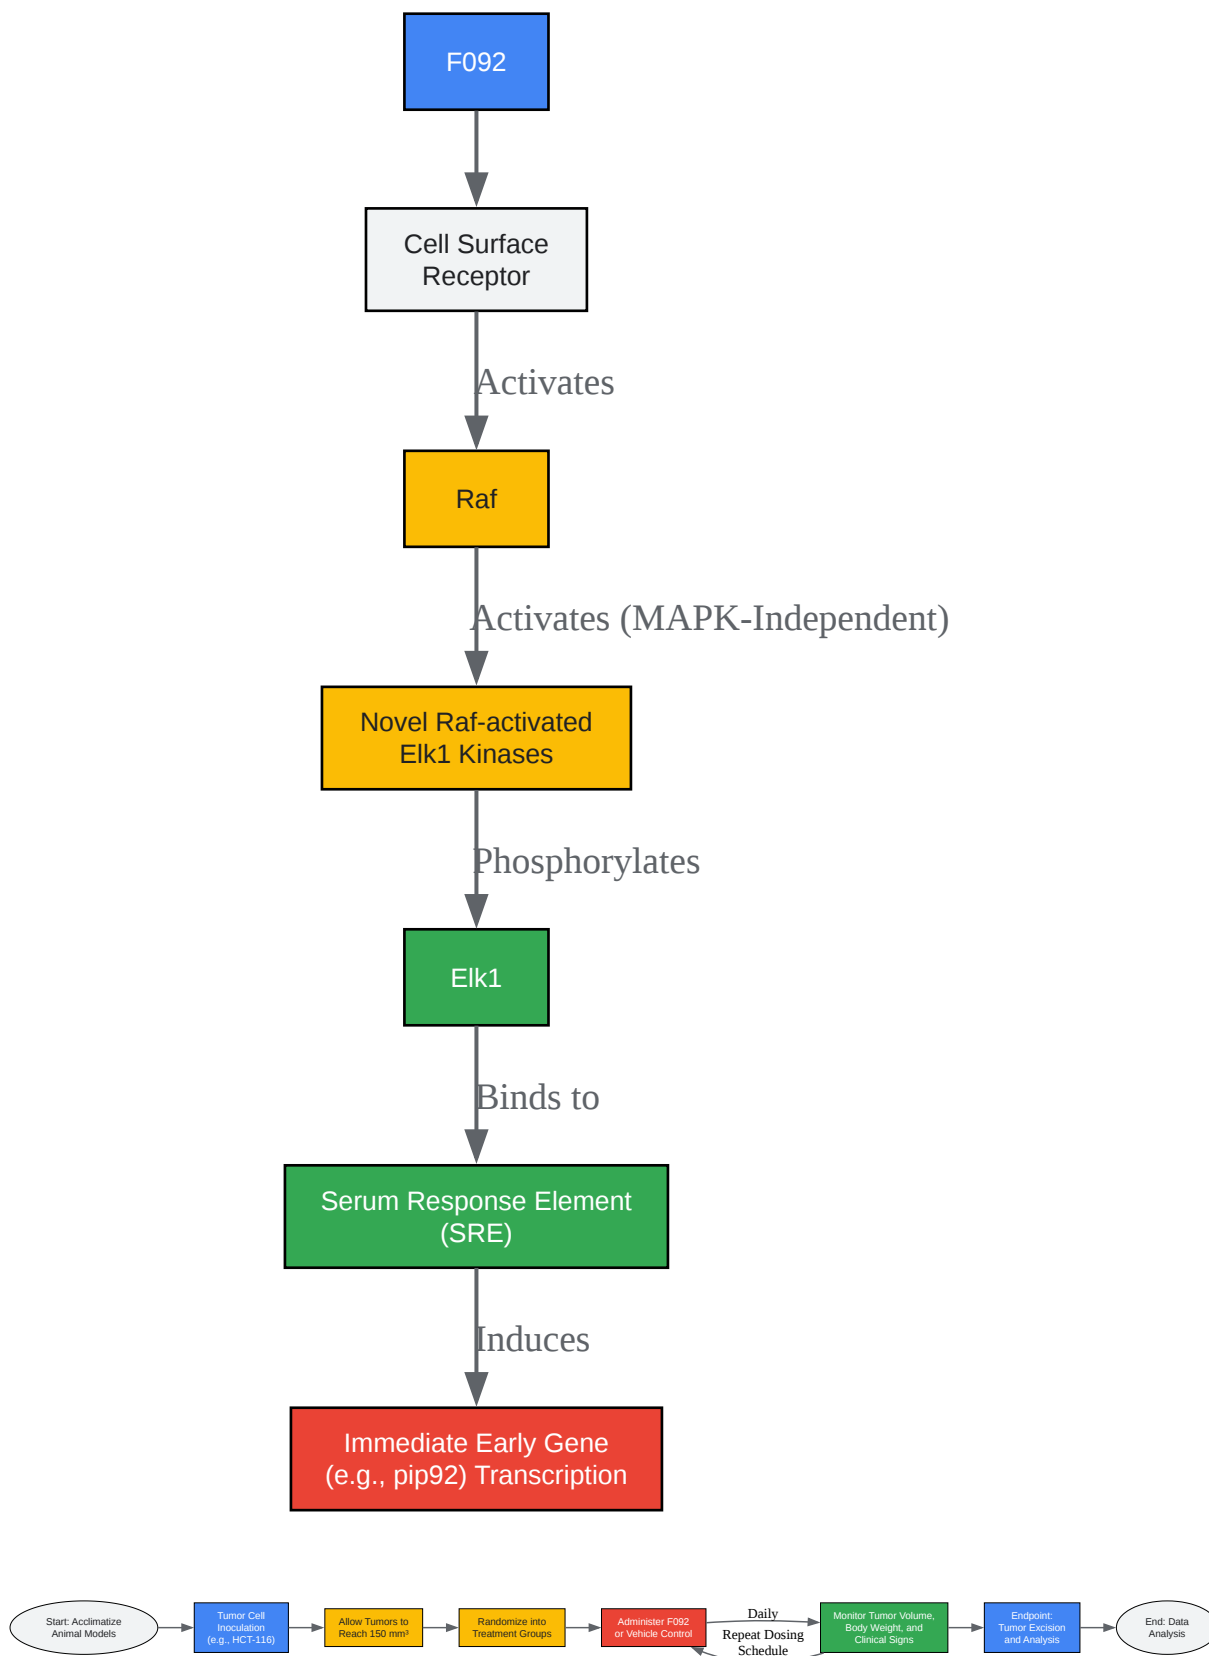 F092
Cell Surface
Receptor
Activates
Raf
Activates (MAPK-Independent)
Novel Raf-activated
Elk1 Kinases
Phosphorylates
Elk1
Binds to
Serum Response Element
(SRE)
Induces
Immediate Early Gene
(e.g., pip92) Transcription
Start: Acclimatize
Animal Models
Tumor Cell
Inoculation
(e.g., HCT-116)
Allow Tumors to
Reach 150 mm³
Randomize into
Treatment Groups
Administer F092
or Vehicle Control
Daily
Repeat Dosing
Schedule
Monitor Tumor Volume,
Body Weight, and
Clinical Signs
Endpoint:
Tumor Excision
and Analysis
End: Data
Analysis